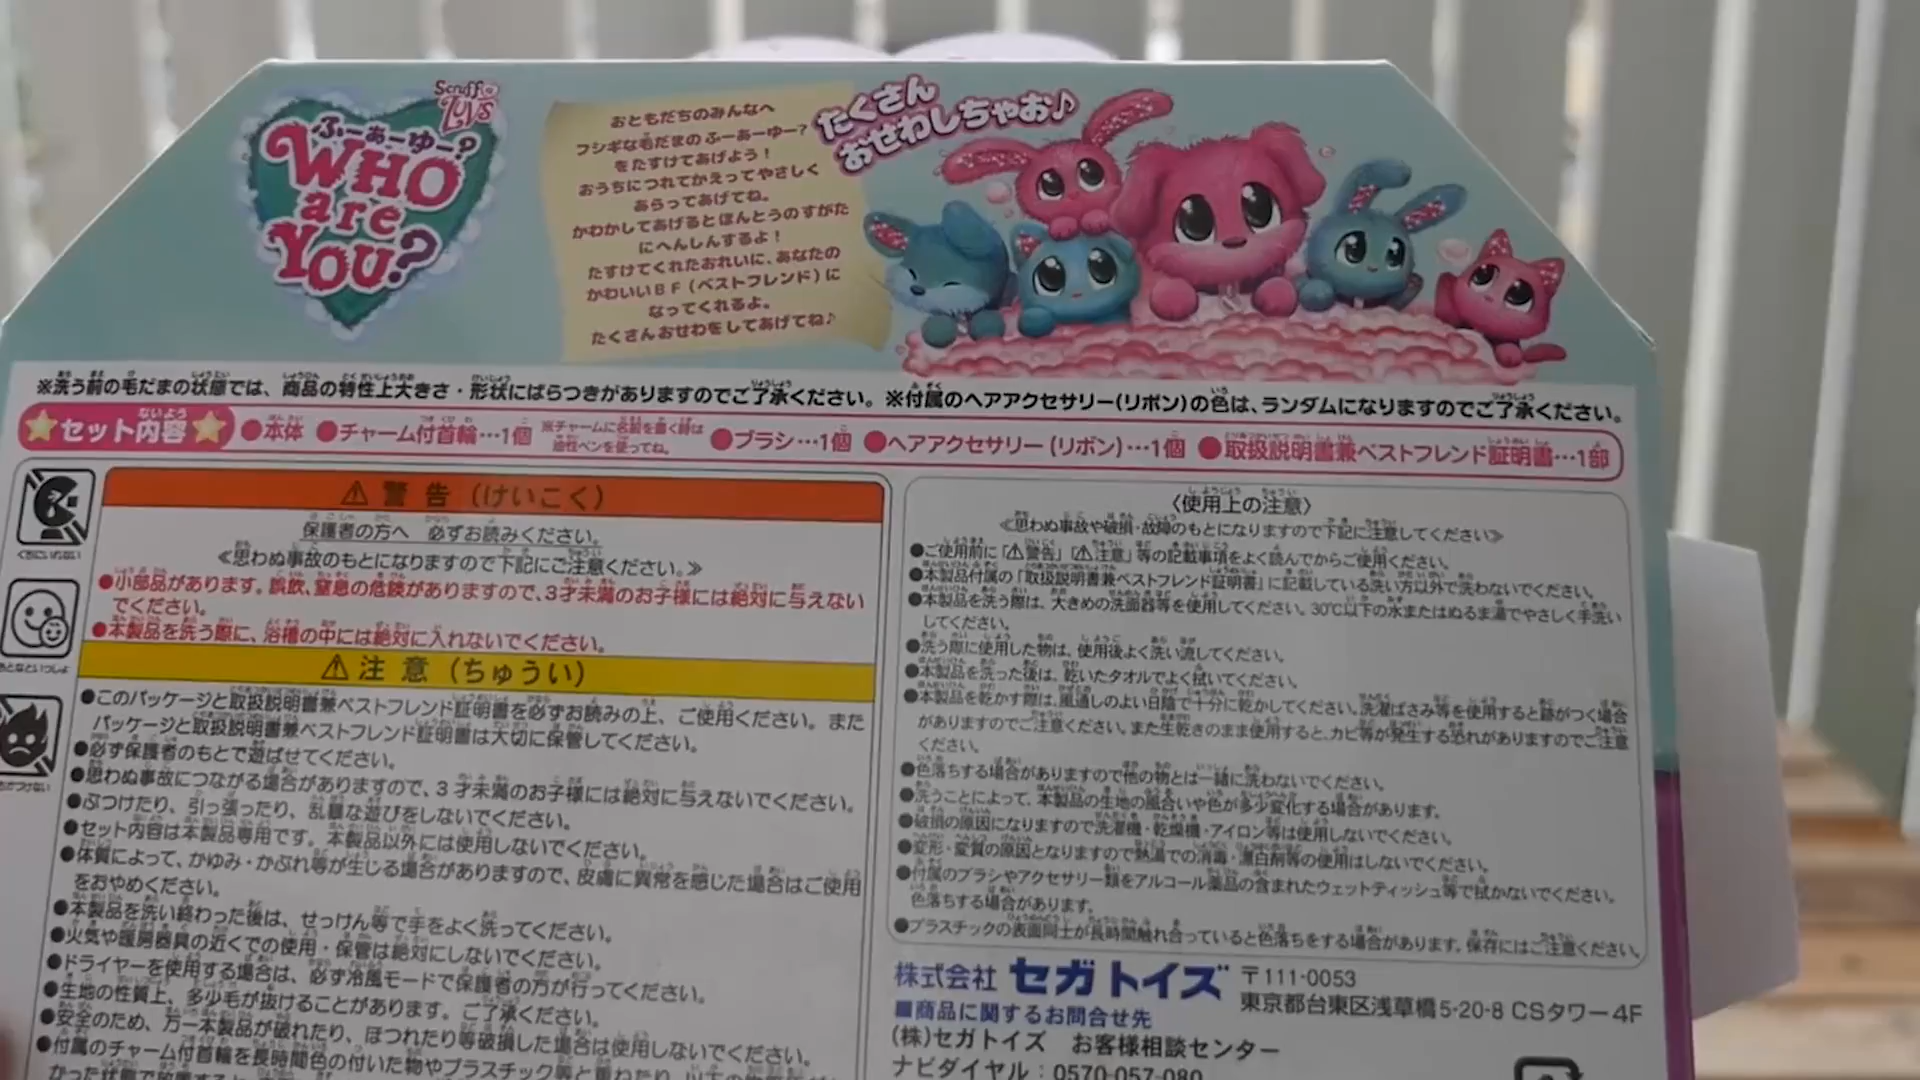 Scruff a LUVS
ふーあーゆー?
WHO
are
YOU?
おともだちのみんなへ
フシギな毛だまの ふーあーゆー?
をたすけてあげよう!
おうちにつれてかえってやさしく
あらってあげてね。
かわかしてあげるとほんとうのすがた
にへんしんするよ!
たすけてくれたおれいに、あなたの
かわいいBF(ベストフレンド)に
なってくれるよ。
たくさんおせわをしてあげてね♪
たくさん
おせわしちゃお♪
※洗う前の毛だまの状態では、商品の特性上大きさ・形状にばらつきがありますのでご了承ください。※付属のヘアアクセサリー(リボン)の色は、ランダムになりますのでご了承ください。
セット内容 ●本体 ●チャーム付首輪…1個 ※チャームに名前を書く時は油性ペンを使ってね。 ●ブラシ…1個 ●ヘアアクセサリー(リボン)…1個 ●取扱説明書兼ベストフレンド証明書…1部
くちにいれない
おとなといっしょ
⚠警告(けいこく)
保護者の方へ 必ずお読みください。
≪思わぬ事故のもとになりますので下記にご注意ください。≫
●小部品があります。誤飲、窒息の危険がありますので、3才未満のお子様には絶対に与えない
でください。
●本製品を洗う際に、浴槽の中には絶対に入れないでください。
⚠注意(ちゅうい)
●このパッケージと取扱説明書兼ベストフレンド証明書を必ずお読みの上、ご使用ください。また
パッケージと取扱説明書兼ベストフレンド証明書は大切に保管してください。
●必ず保護者のもとで遊ばせてください。
●思わぬ事故につながる場合がありますので、3才未満のお子様には絶対に与えないでください。
●ぶつけたり、引っ張ったり、乱暴な遊びをしないでください。
●セット内容は本製品専用です。本製品以外には使用しないでください。
●体質によって、かゆみ・かぶれ等が生じる場合がありますので、皮膚に異常を感じた場合はご使用
をおやめください。
●本製品を洗い終わった後は、せっけん等で手をよく洗ってください。
●火気や暖房器具の近くでの使用・保管は絶対にしないでください。
●ドライヤーを使用する場合は、必ず冷風モードで保護者の方が行ってください。
●生地の性質上、多少毛が抜けることがあります。ご了承ください。
●安全のため、万一本製品が破れたり、ほつれたり等破損した場合は使用しないでください。
●付属のチャーム付首輪を長時間色の付いた物やプラスチック等と重ねたり、
〈使用上の注意〉
≪思わぬ事故や破損・故障のもとになりますので下記に注意してください≫
●ご使用前に「⚠警告」「⚠注意」等の記載事項をよく読んでからご使用ください。
●本製品付属の「取扱説明書兼ベストフレンド証明書」に記載している洗い方以外で洗わないでください。
●本製品を洗う際は、大きめの洗面器等を使用してください。30℃以下の水またはぬるま湯でやさしく手洗い
してください。
●洗う際に使用した物は、使用後よく洗い流してください。
●本製品を洗った後は、乾いたタオルでよく拭いてください。
●本製品を乾かす際は、風通しのよい日陰で十分に乾かしてください。洗濯ばさみ等を使用すると跡がつく場合
がありますのでご注意ください。また生乾きのまま使用すると、カビ等が発生する恐れがありますのでご注意
ください。
●色落ちする場合がありますので他の物とは一緒に洗わないでください。
●洗うことによって、本製品の生地の風合いや色が多少変化する場合があります。
●破損の原因になりますので洗濯機・乾燥機・アイロン等は使用しないでください。
●変形・変質の原因となりますので熱湯での消毒・漂白剤等の使用はしないでください。
●付属のブラシやアクセサリー類をアルコール薬品の含まれたウェットティッシュ等で拭かないでください。
色落ちする場合があります。
●プラスチックの表面同士が長時間触れ合っていると色落ちをする場合があります。保存にはご注意ください。
株式会社 セガトイズ 〒111-0053
東京都台東区浅草橋5-20-8 CSタワー4F
■商品に関するお問合せ先
(株)セガトイズ お客様相談センター
ナビダイヤル:0570-057-080